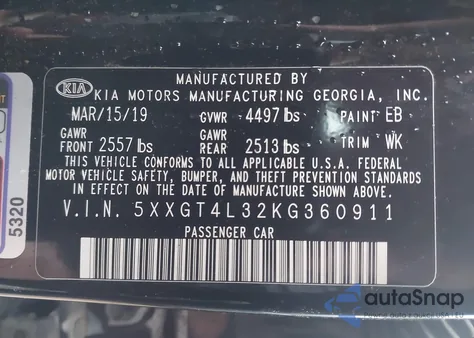 MANUFACTURED BY
KIA KIA MOTORS MANUFACTURING GEORGIA, INC.
MAR/15/19 GVWR 4497 lbs PAINT EB
GAWR FRONT 2557 lbs GAWR REAR 2513 lbs TRIM WK
THIS VEHICLE CONFORMS TO ALL APPLICABLE U.S.A. FEDERAL
MOTOR VEHICLE SAFETY, BUMPER, AND THEFT PREVENTION STANDARDS
IN EFFECT ON THE DATE OF MANUFACTURE SHOWN ABOVE.
V.I.N. 5XXGT4L32KG360911
PASSENGER CAR
5320
autoSnap